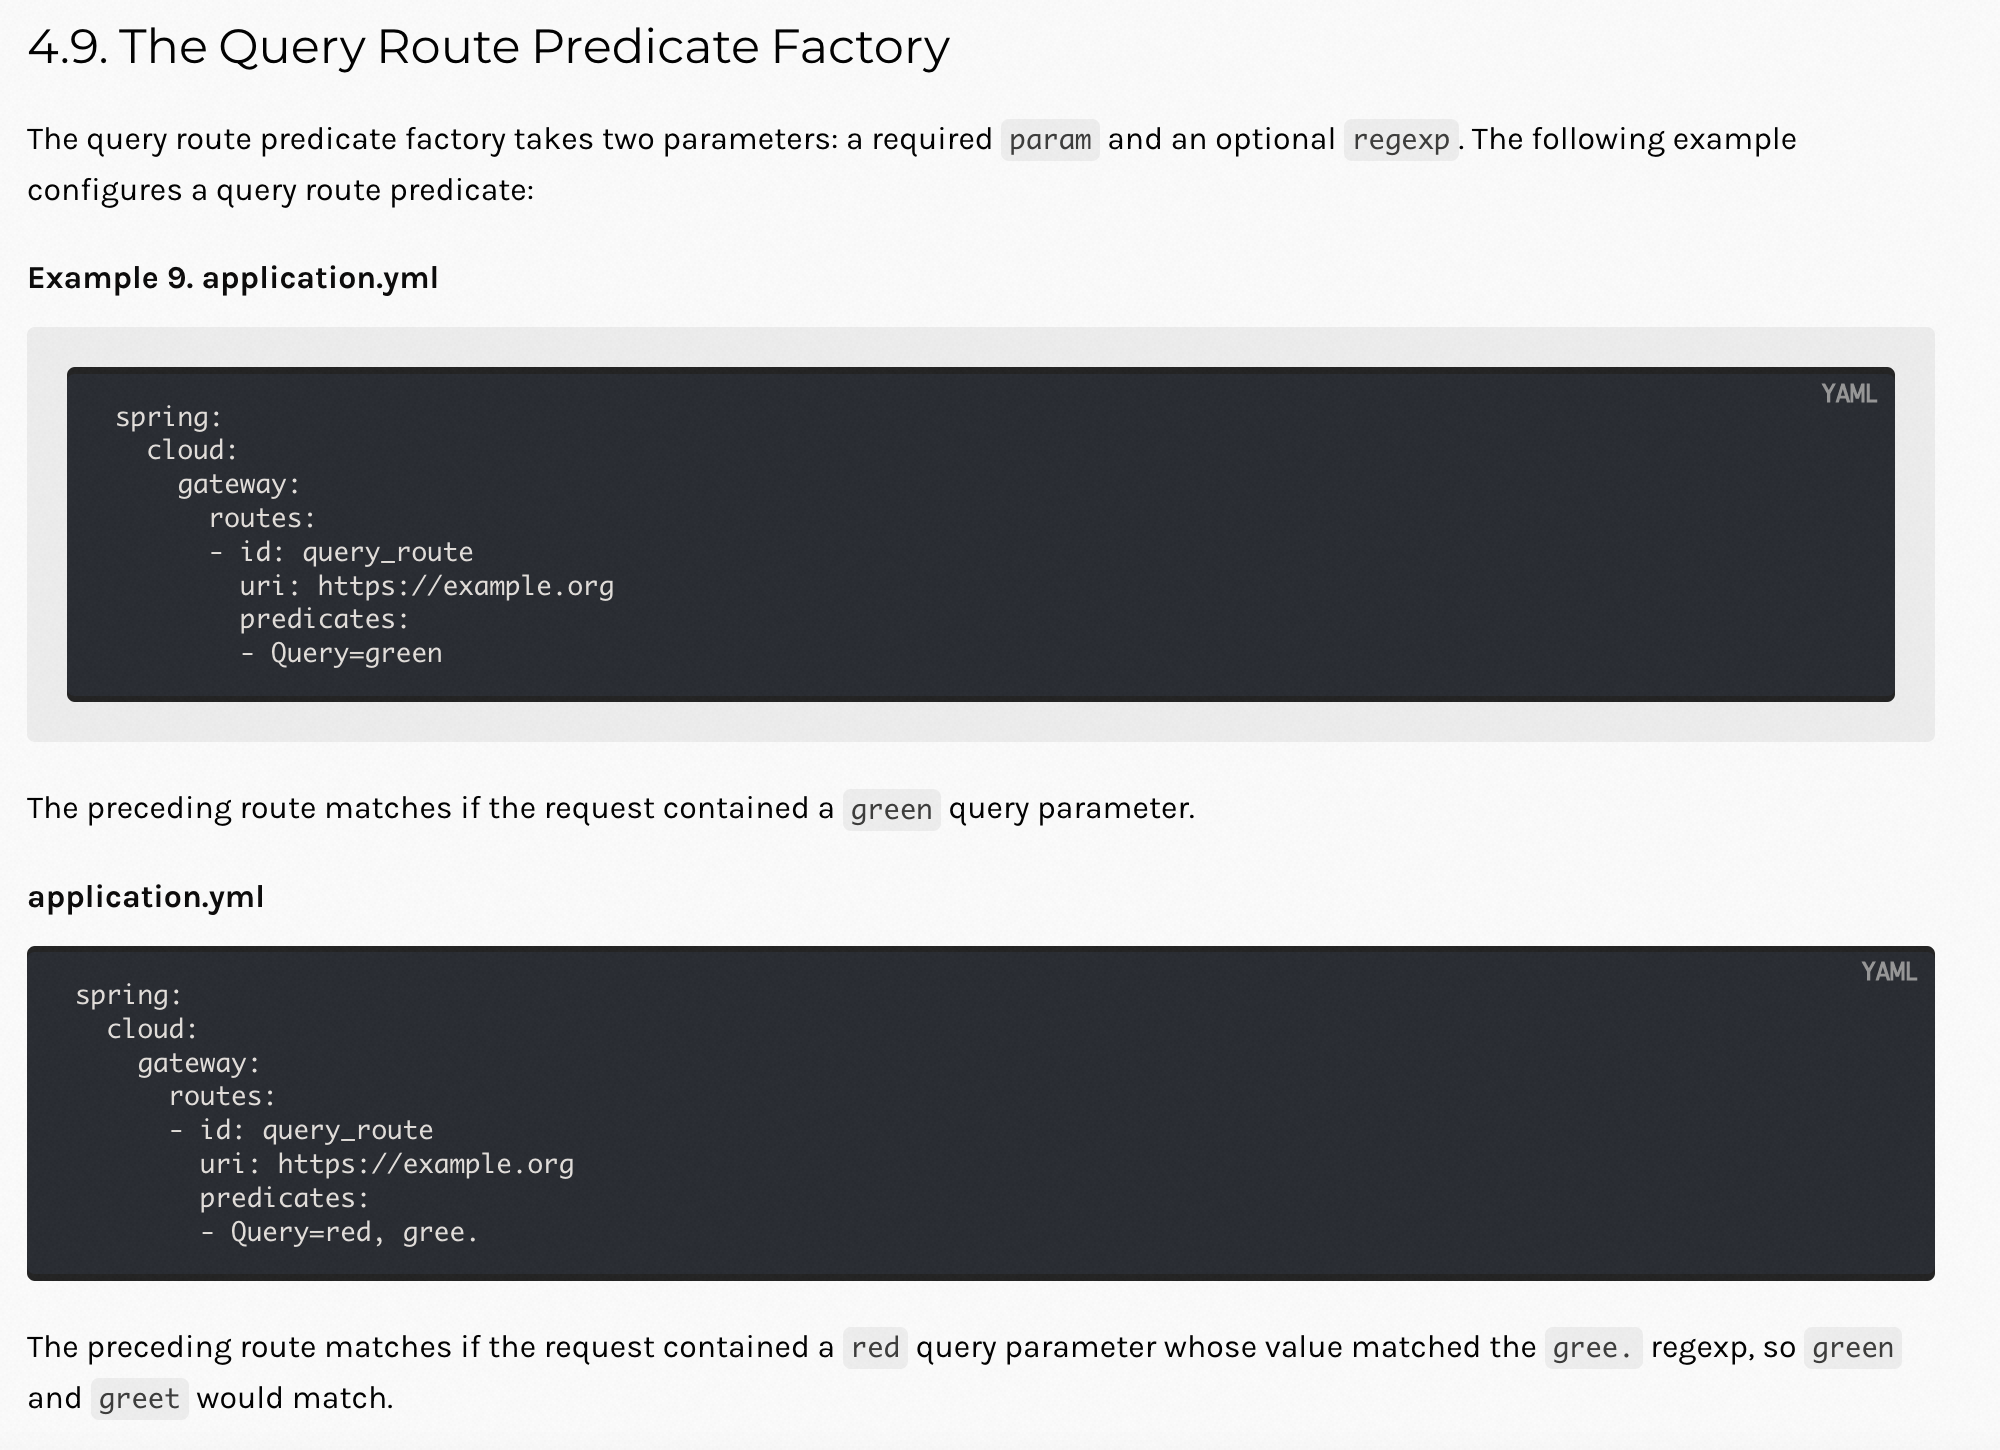 4.9. The Query Route Predicate Factory
The query route predicate factory takes two parameters: a required param and an optional regexp. The following example
configures a query route predicate:
Example 9. application.yml
YAML
spring:
  cloud:
    gateway:
      routes:
      - id: query_route
        uri: https://example.org
        predicates:
        - Query=green
The preceding route matches if the request contained a green query parameter.
application.yml
YAML
spring:
  cloud:
    gateway:
      routes:
      - id: query_route
        uri: https://example.org
        predicates:
        - Query=red, gree.
The preceding route matches if the request contained a red query parameter whose value matched the gree. regexp, so green
and greet would match.